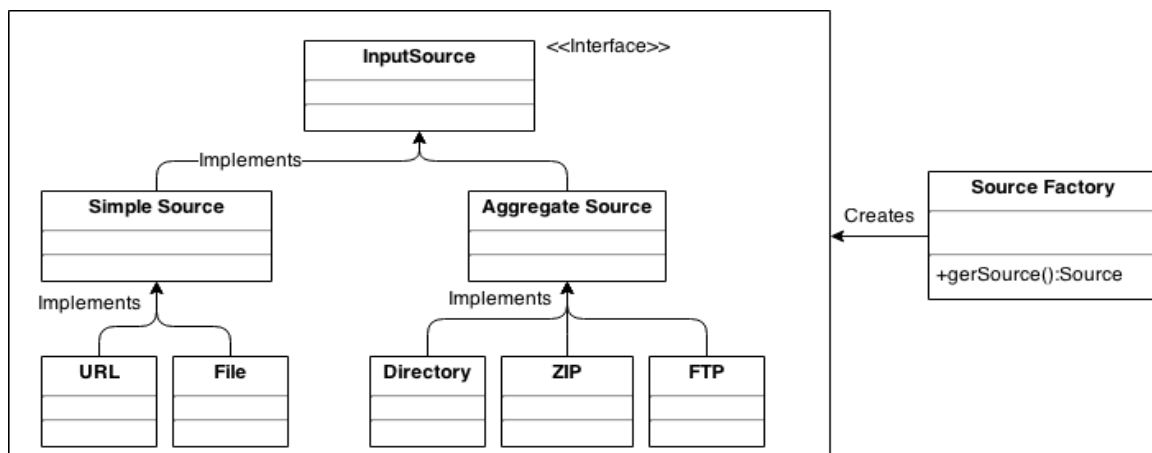 InputSource
<<Interface>>
Implements
Simple Source
Aggregate Source
Source Factory
Creates
+gerSource():Source
Implements
Implements
URL
File
Directory
ZIP
FTP